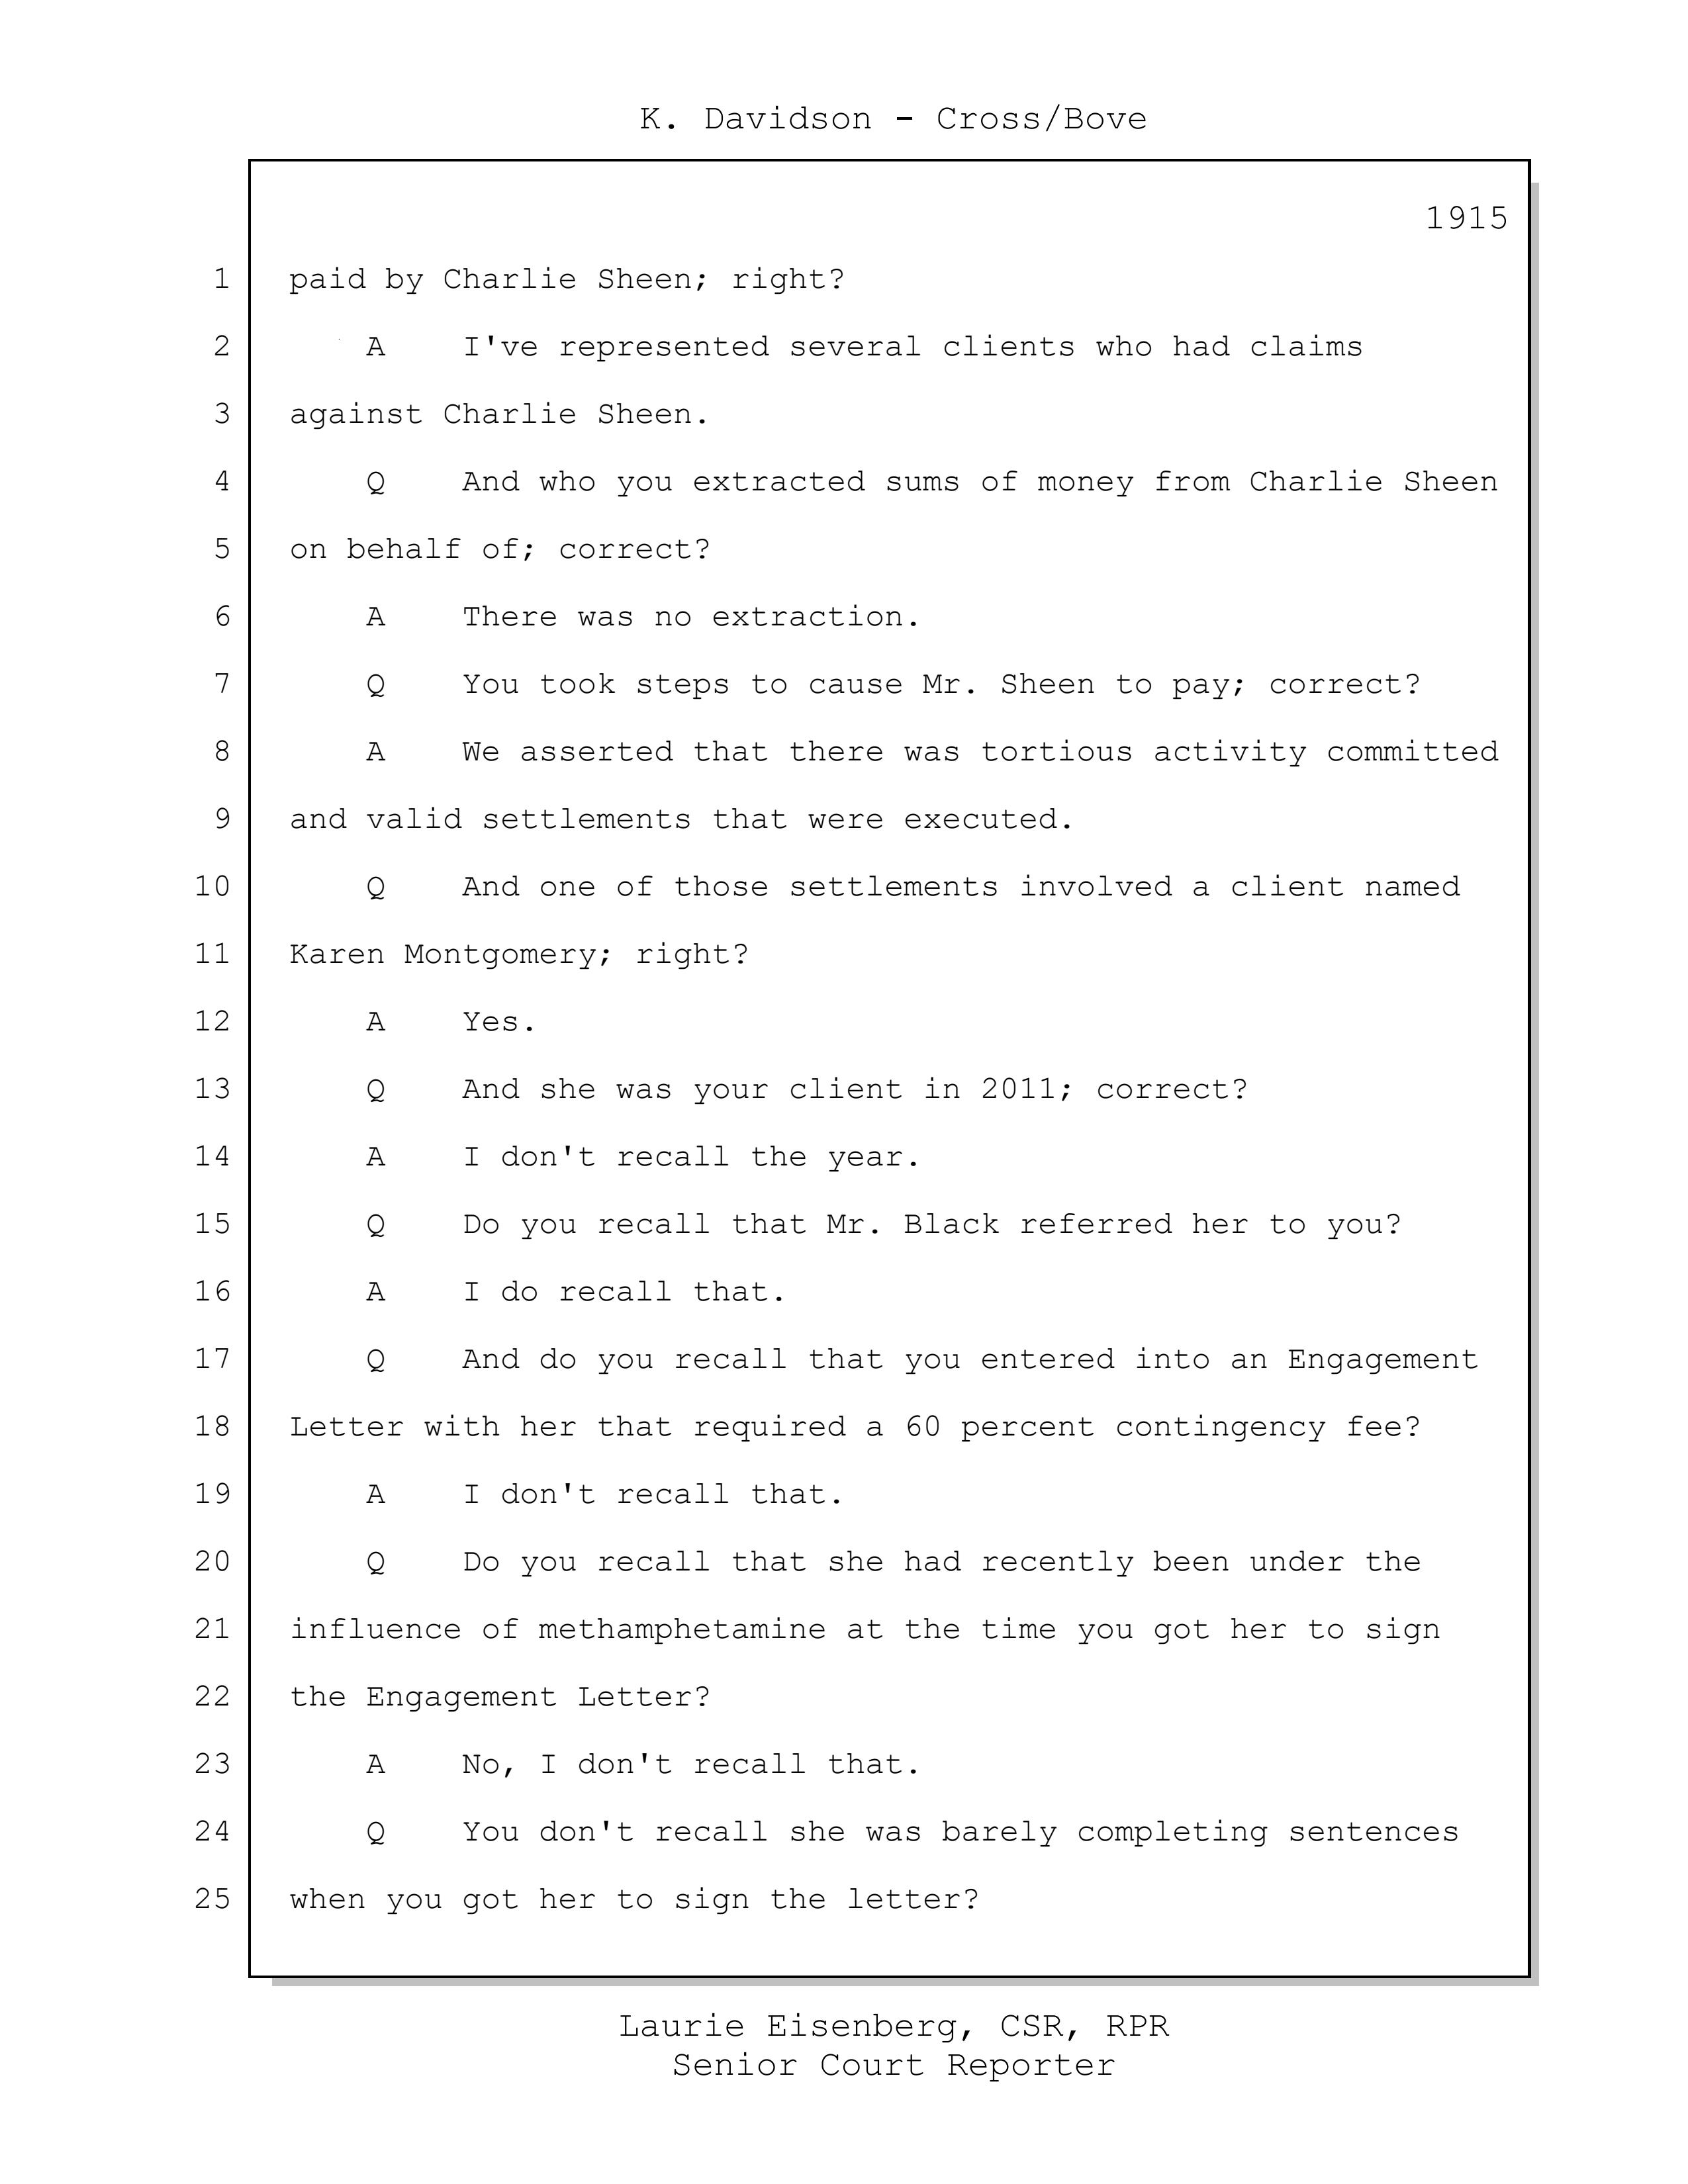 K. Davidson - Cross/Bove
1915
1 paid by Charlie Sheen; right?
2 A I've represented several clients who had claims
3 against Charlie Sheen.
4 Q And who you extracted sums of money from Charlie Sheen
5 on behalf of; correct?
6 A There was no extraction.
7 Q You took steps to cause Mr. Sheen to pay; correct?
8 A We asserted that there was tortious activity committed
9 and valid settlements that were executed.
10 Q And one of those settlements involved a client named
11 Karen Montgomery; right?
12 A Yes.
13 Q And she was your client in 2011; correct?
14 A I don't recall the year.
15 Q Do you recall that Mr. Black referred her to you?
16 A I do recall that.
17 Q And do you recall that you entered into an Engagement
18 Letter with her that required a 60 percent contingency fee?
19 A I don't recall that.
20 Q Do you recall that she had recently been under the
21 influence of methamphetamine at the time you got her to sign
22 the Engagement Letter?
23 A No, I don't recall that.
24 Q You don't recall she was barely completing sentences
25 when you got her to sign the letter?
Laurie Eisenberg, CSR, RPR
Senior Court Reporter